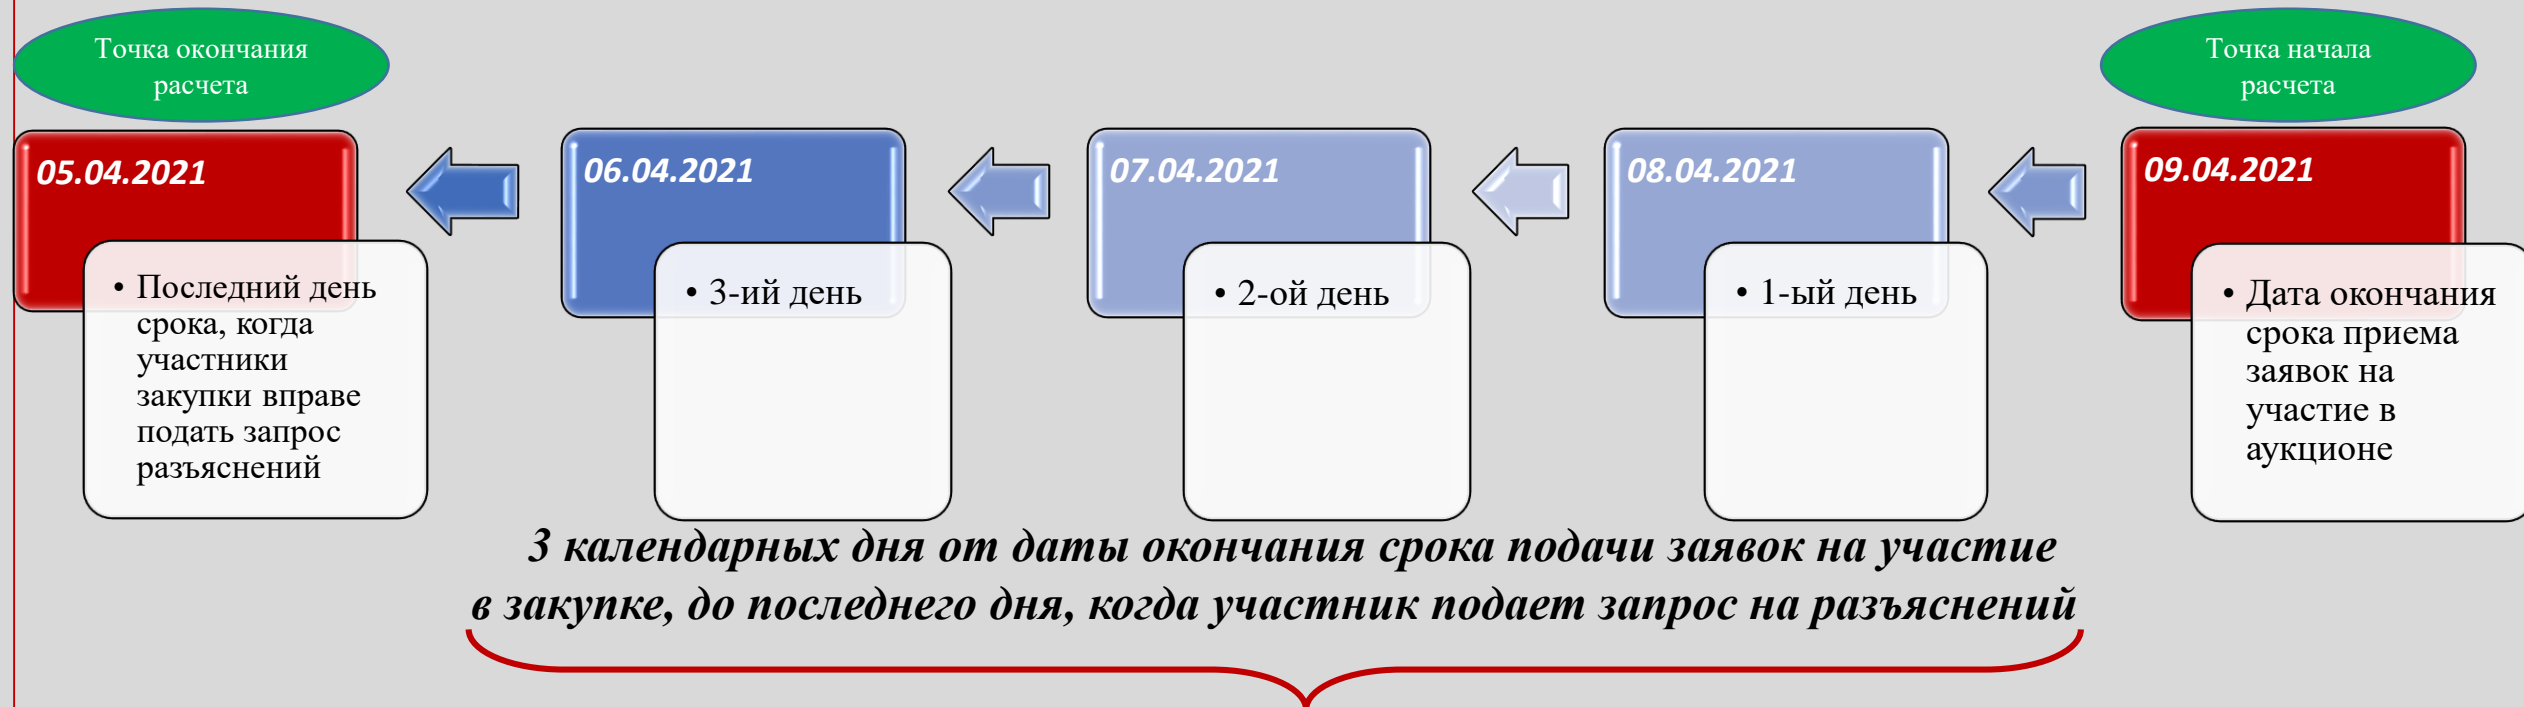 Точка окончания
расчета
Точка начала
расчета
05.04.2021
06.04.2021
07.04.2021
08.04.2021
09.04.2021
• Последний день
срока, когда
участники
закупки вправе
подать запрос
разъяснений
• 3-ий день
• 2-ой день
• 1-ый день
• Дата окончания
срока приема
заявок на
участие в
аукционе
3 календарных дня от даты окончания срока подачи заявок на участие
в закупке, до последнего дня, когда участник подает запрос на разъяснений